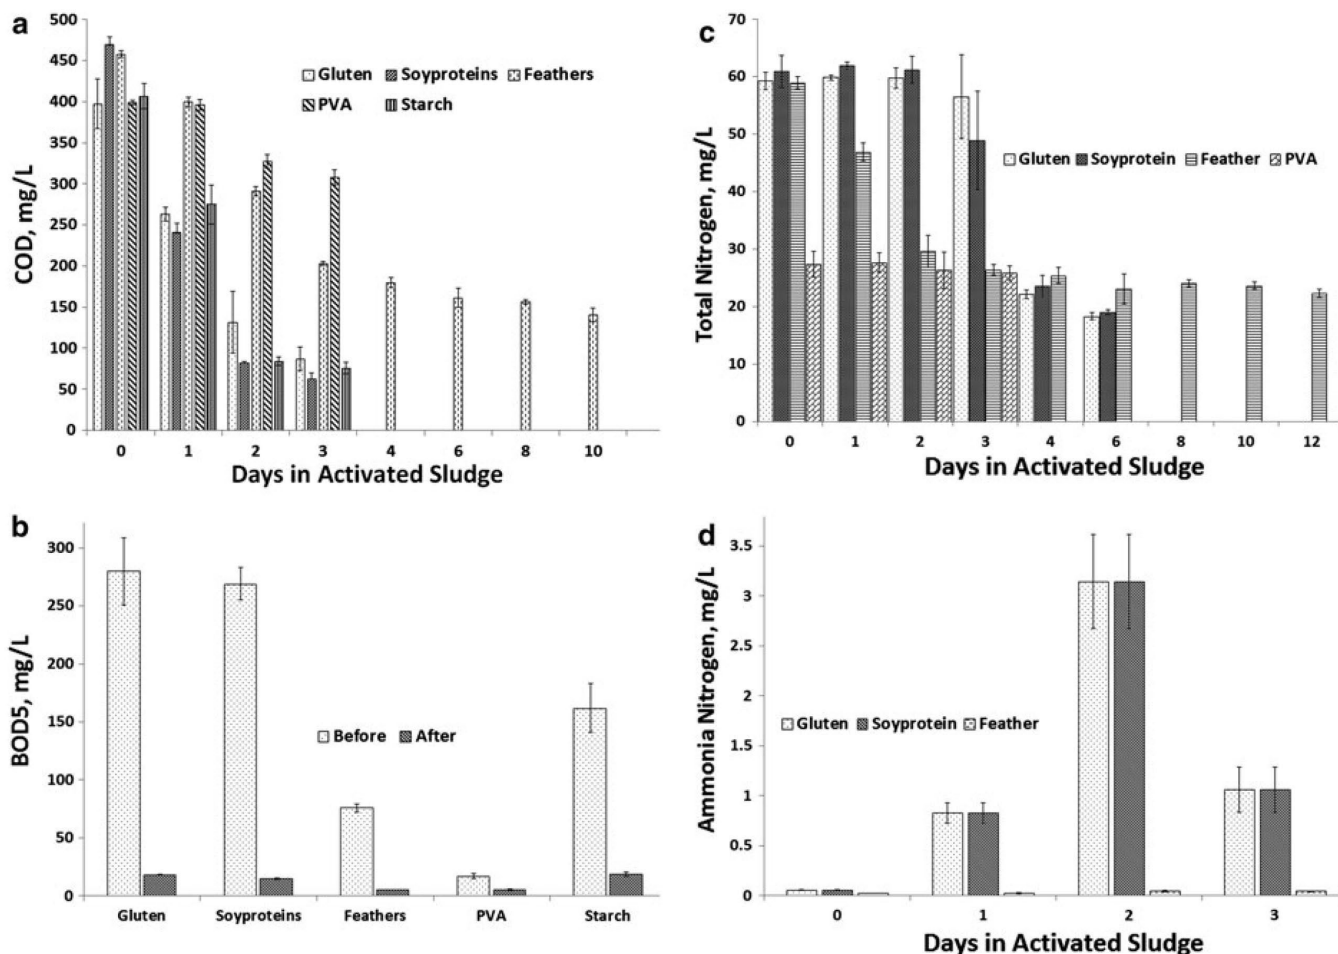 a
500
450
400
350
300
250
200
150
100
50
0
COD, mg/L
Gluten Soyproteins Feathers
PVA Starch
0 1 2 3 4 6 8 10
Days in Activated Sludge
c
70
60
50
40
30
20
10
0
Total Nitrogen, mg/L
Gluten Soyprotein Feather PVA
0 1 2 3 4 6 8 10 12
Days in Activated Sludge
b
300
250
200
150
100
50
0
BOD5, mg/L
Before After
Gluten Soyproteins Feathers PVA Starch
d
3.5
3
2.5
2
1.5
1
0.5
0
Ammonia Nitrogen, mg/L
Gluten Soyprotein Feather
0 1 2 3
Days in Activated Sludge